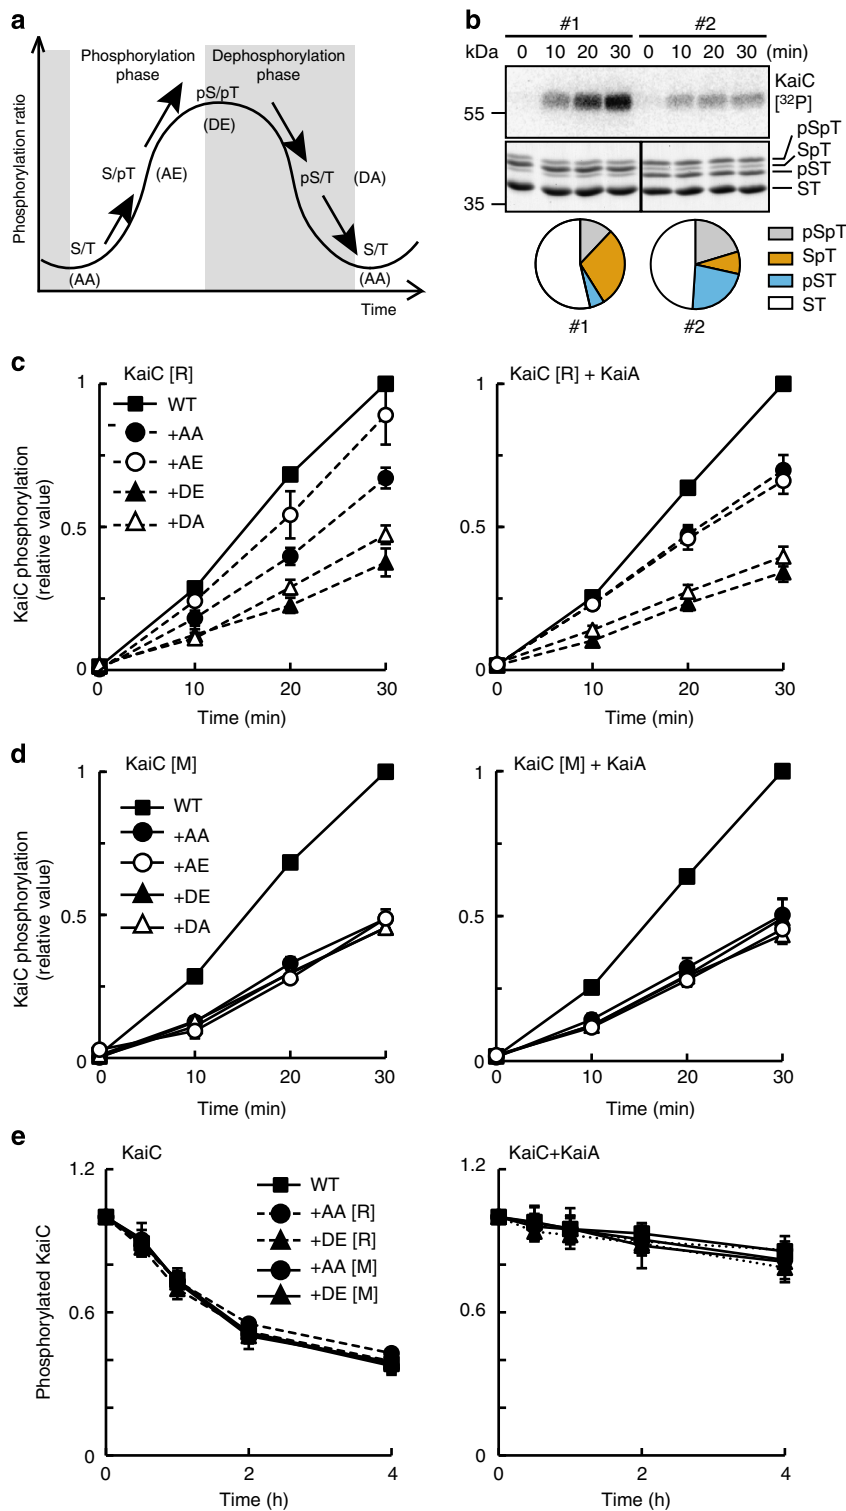 a
Phosphorylation
phase
Dephosphorylation
phase
Phosphorylation ratio
pS/pT
(DE)
S/pT
(AE)
pS/T
(DA)
S/T
(AA)
S/T
(AA)
Time
b
#1
#2
kDa
0 10 20 30 0 10 20 30 (min)
KaiC
[32P]
55
pSpT
SpT
pST
ST
35
pSpT
SpT
pST
ST
#1
#2
c
KaiC [R]
WT
+AA
+AE
+DE
+DA
KaiC phosphorylation
(relative value)
1
0.5
0
0 10 20 30
Time (min)
KaiC [R] + KaiA
1
0.5
0
0 10 20 30
Time (min)
d
KaiC [M]
WT
+AA
+AE
+DE
+DA
KaiC phosphorylation
(relative value)
1
0.5
0
0 10 20 30
Time (min)
KaiC [M] + KaiA
1
0.5
0
0 10 20 30
Time (min)
e
KaiC
WT
+AA [R]
+DE [R]
+AA [M]
+DE [M]
Phosphorylated KaiC
1.2
0.6
0
0 2 4
Time (h)
KaiC+KaiA
1.2
0.6
0
0 2 4
Time (h)